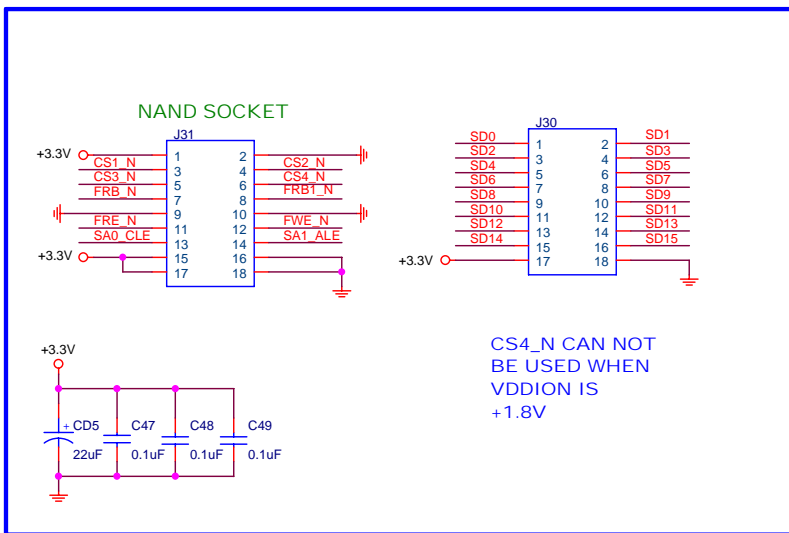 NAND SOCKET
J31
+3.3V 1 2
CS1_N 3 4 CS2_N
CS3_N 5 6 CS4_N
FRB_N 7 8 FRB1_N
9 10
FRE_N 11 12 FWE_N
SA0_CLE 13 14 SA1_ALE
+3.3V 15 16
17 18
J30
SD0 1 2 SD1
SD2 3 4 SD3
SD4 5 6 SD5
SD6 7 8 SD7
SD8 9 10 SD9
SD10 11 12 SD11
SD12 13 14 SD13
SD14 15 16 SD15
+3.3V 17 18
+3.3V
+ CD5 C47 C48 C49
22uF 0.1uF 0.1uF 0.1uF
CS4_N CAN NOT
BE USED WHEN
VDDION IS
+1.8V